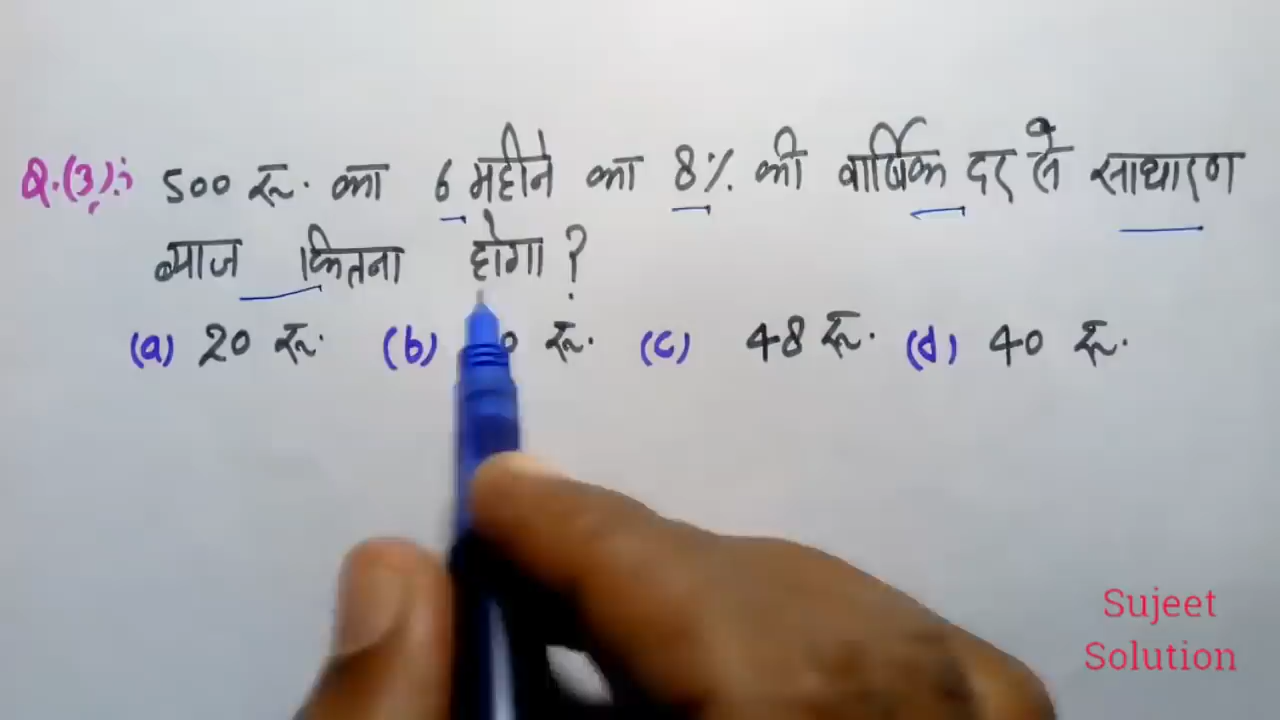 Q.(3).: 500 रू. का 6 महीने का 8% की वार्षिक दर से साधारण
ब्याज कितना होगा ?
(a) 20 रू. (b) रू. (c) 48 रू. (d) 40 रू.
Sujeet
Solution